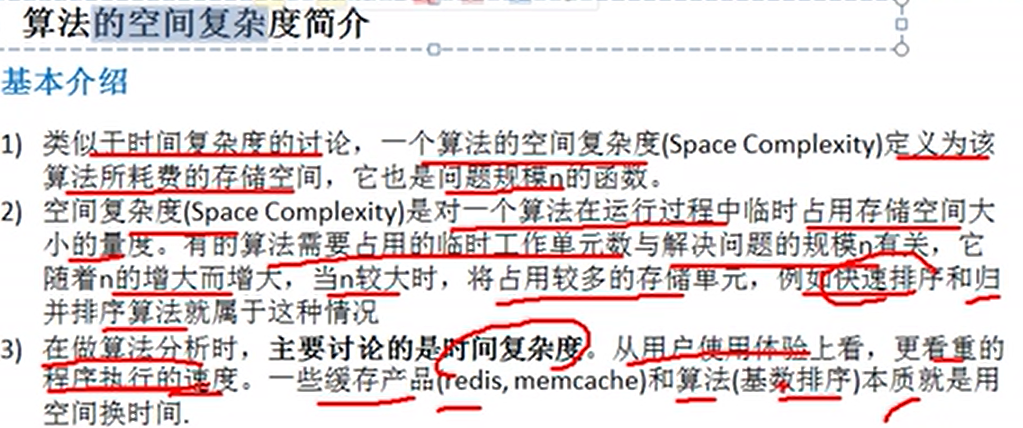 算法的空间复杂度简介
基本介绍
1) 类似于时间复杂度的讨论，一个算法的空间复杂度(Space Complexity)定义为该
算法所耗费的存储空间，它也是问题规模n的函数。
2) 空间复杂度(Space Complexity)是对一个算法在运行过程中临时占用存储空间大
小的量度。有的算法需要占用的临时工作单元数与解决问题的规模n有关，它
随着n的增大而增大，当n较大时，将占用较多的存储单元，例如快速排序和归
并排序算法就属于这种情况
3) 在做算法分析时，主要讨论的是时间复杂度。从用户使用体验上看，更看重的
程序执行的速度。一些缓存产品(redis, memcache)和算法(基数排序)本质就是用
空间换时间.